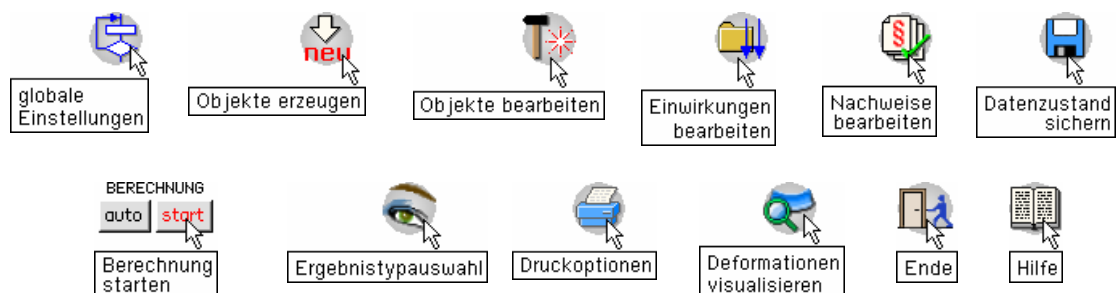 neu
§
globale
Einstellungen
Objekte erzeugen
Objekte bearbeiten
Einwirkungen
bearbeiten
Nachweise
bearbeiten
Datenzustand
sichern
BERECHNUNG
auto start
Berechnung
starten
Ergebnistypauswahl
Druckoptionen
Deformationen
visualisieren
Ende
Hilfe